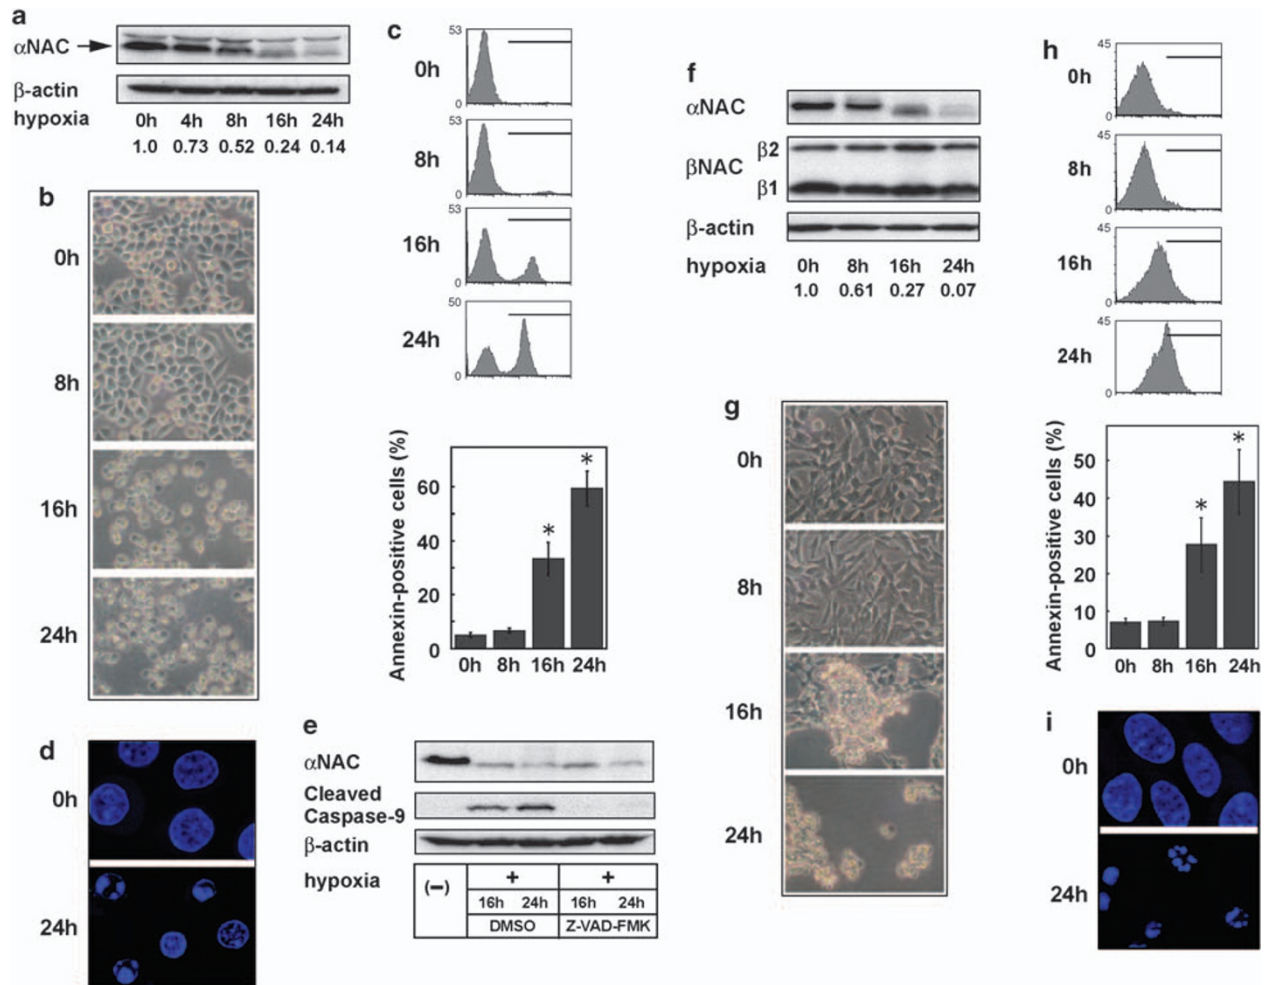 a
αNAC
β-actin
hypoxia
0h 4h 8h 16h 24h
1.0 0.73 0.52 0.24 0.14
b
0h
8h
16h
24h
c
53
0h
0
53
8h
0
53
16h
0
50
24h
0
Annexin-positive cells (%)
60
40
20
0
* *
0h 8h 16h 24h
d
0h
24h
e
αNAC
Cleaved
Caspase-9
β-actin
hypoxia
(−) + +
16h 24h 16h 24h
DMSO Z-VAD-FMK
f
αNAC
βNAC
β2
β1
β-actin
hypoxia
0h 8h 16h 24h
1.0 0.61 0.27 0.07
g
0h
8h
16h
24h
h
45
0h
0
45
8h
0
45
16h
0
45
24h
0
Annexin-positive cells (%)
50
40
30
20
10
0
* *
0h 8h 16h 24h
i
0h
24h